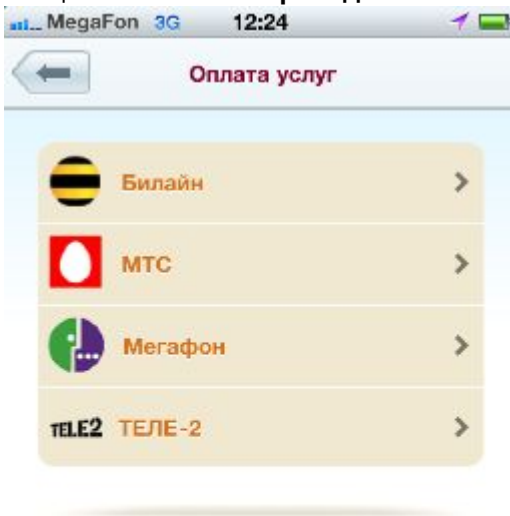 MegaFon 3G 12:24
Оплата услуг
Билайн
МТС
Мегафон
TELE2 ТЕЛЕ-2